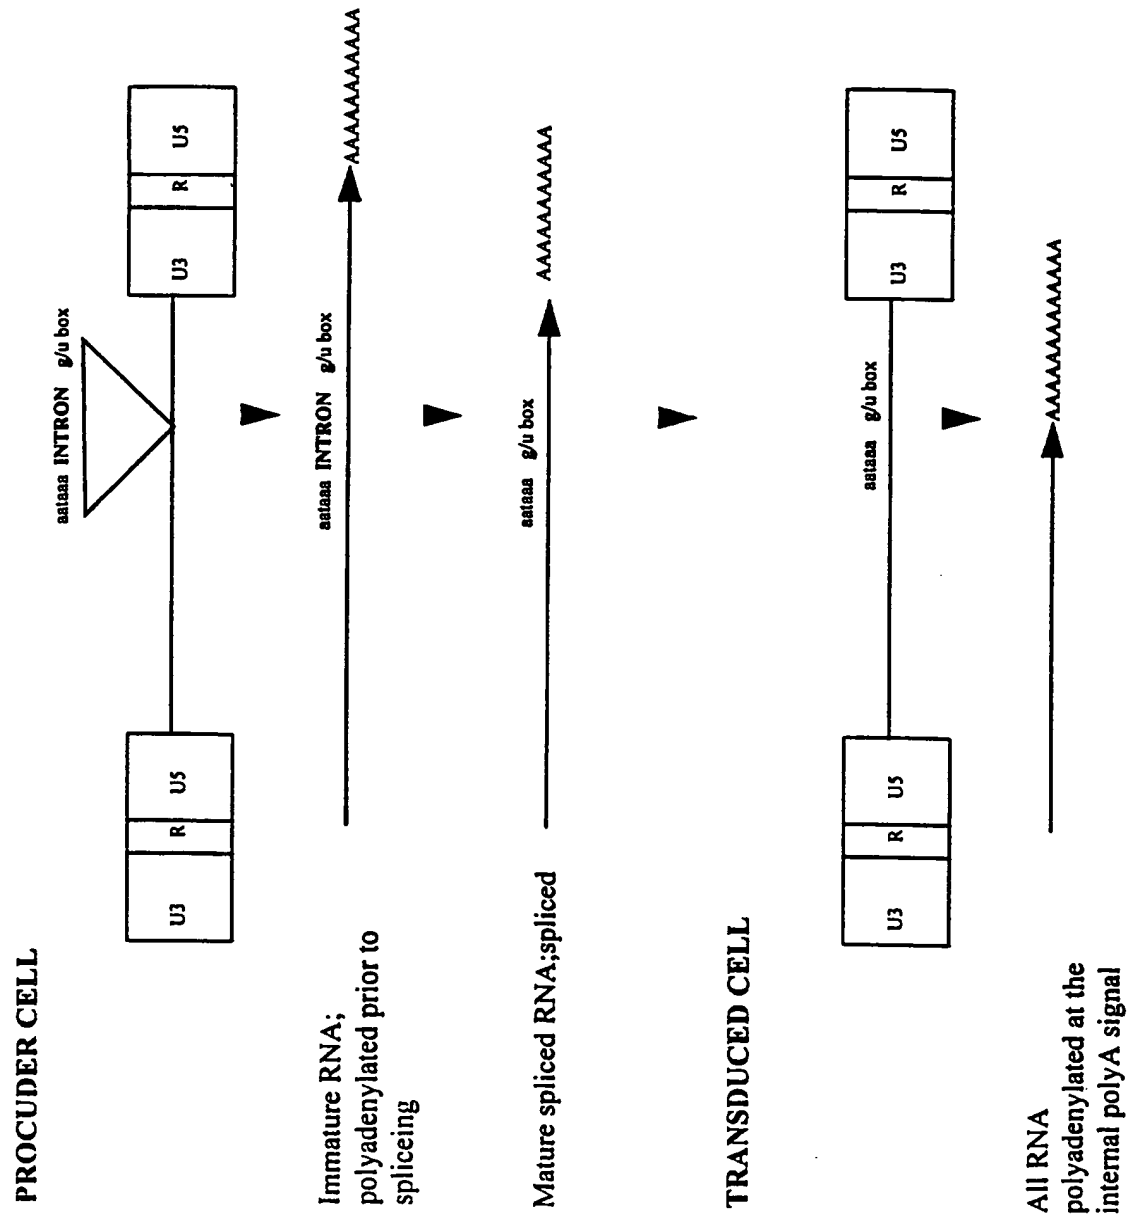 PROCUDER CELL
aataaa INTRON g/u box
U3 R U5
U3 R U5
Immature RNA;
polyadenylated prior to
spliceing
aataaa INTRON g/u box
AAAAAAAAAAA
Mature spliced RNA;spliced
aataaa g/u box
AAAAAAAAAAA
TRANSDUCED CELL
aataaa g/u box
U3 R U5
U3 R U5
All RNA
polyadenylated at the
internal polyA signal
AAAAAAAAAAAAA